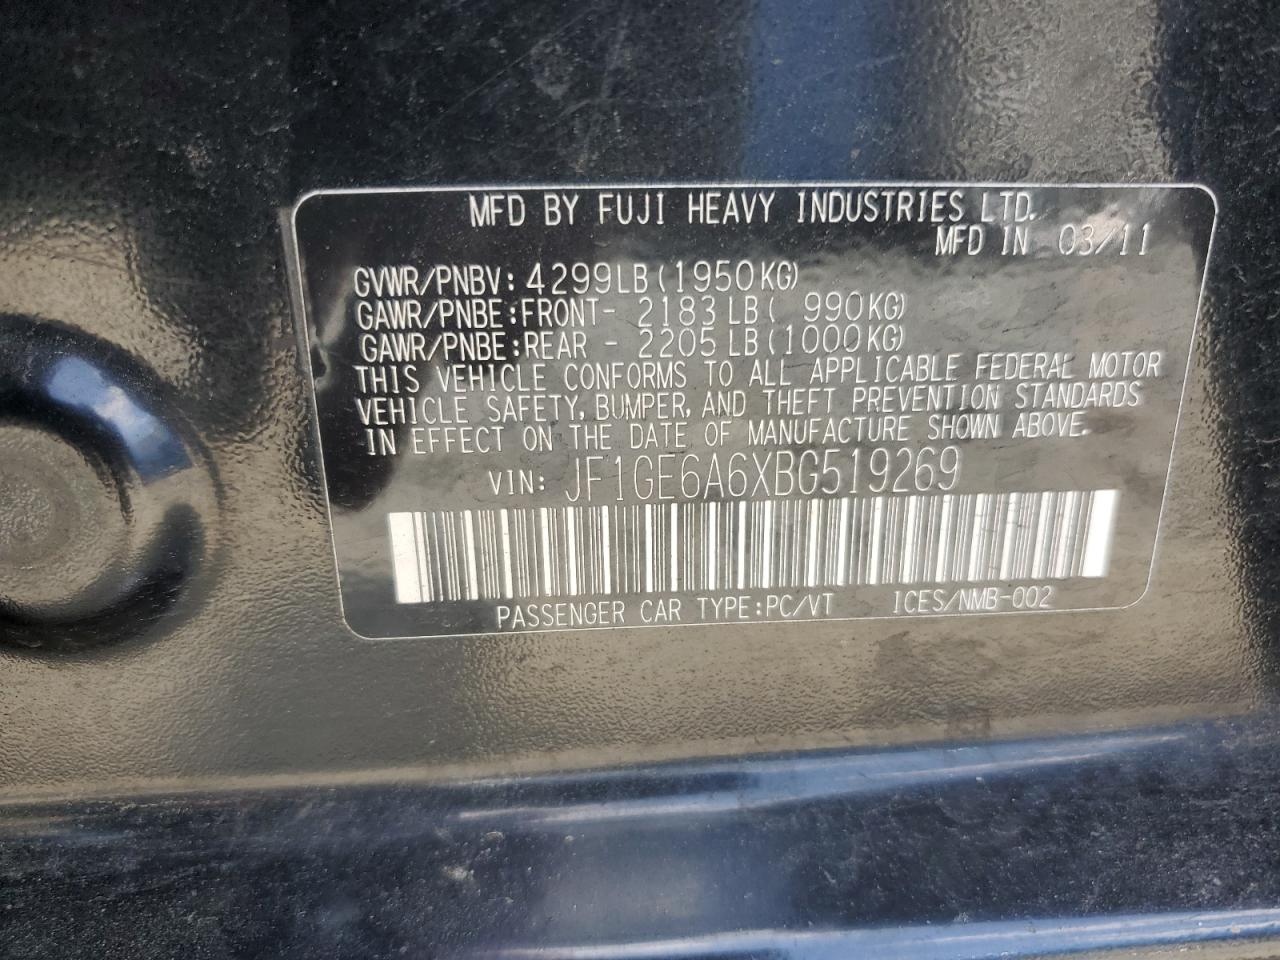 MFD BY FUJI HEAVY INDUSTRIES LTD.
MFD IN 03/11
GVWR/PNBV: 4299LB(1950KG)
GAWR/PNBE:FRONT- 2183LB( 990KG)
GAWR/PNBE:REAR - 2205LB(1000KG)
THIS VEHICLE CONFORMS TO ALL APPLICABLE FEDERAL MOTOR
VEHICLE SAFETY, BUMPER, AND THEFT PREVENTION STANDARDS
IN EFFECT ON THE DATE OF MANUFACTURE SHOWN ABOVE.
VIN: JF1GE6A6XBG519269
PASSENGER CAR TYPE:PC/VT ICES/NMB-002